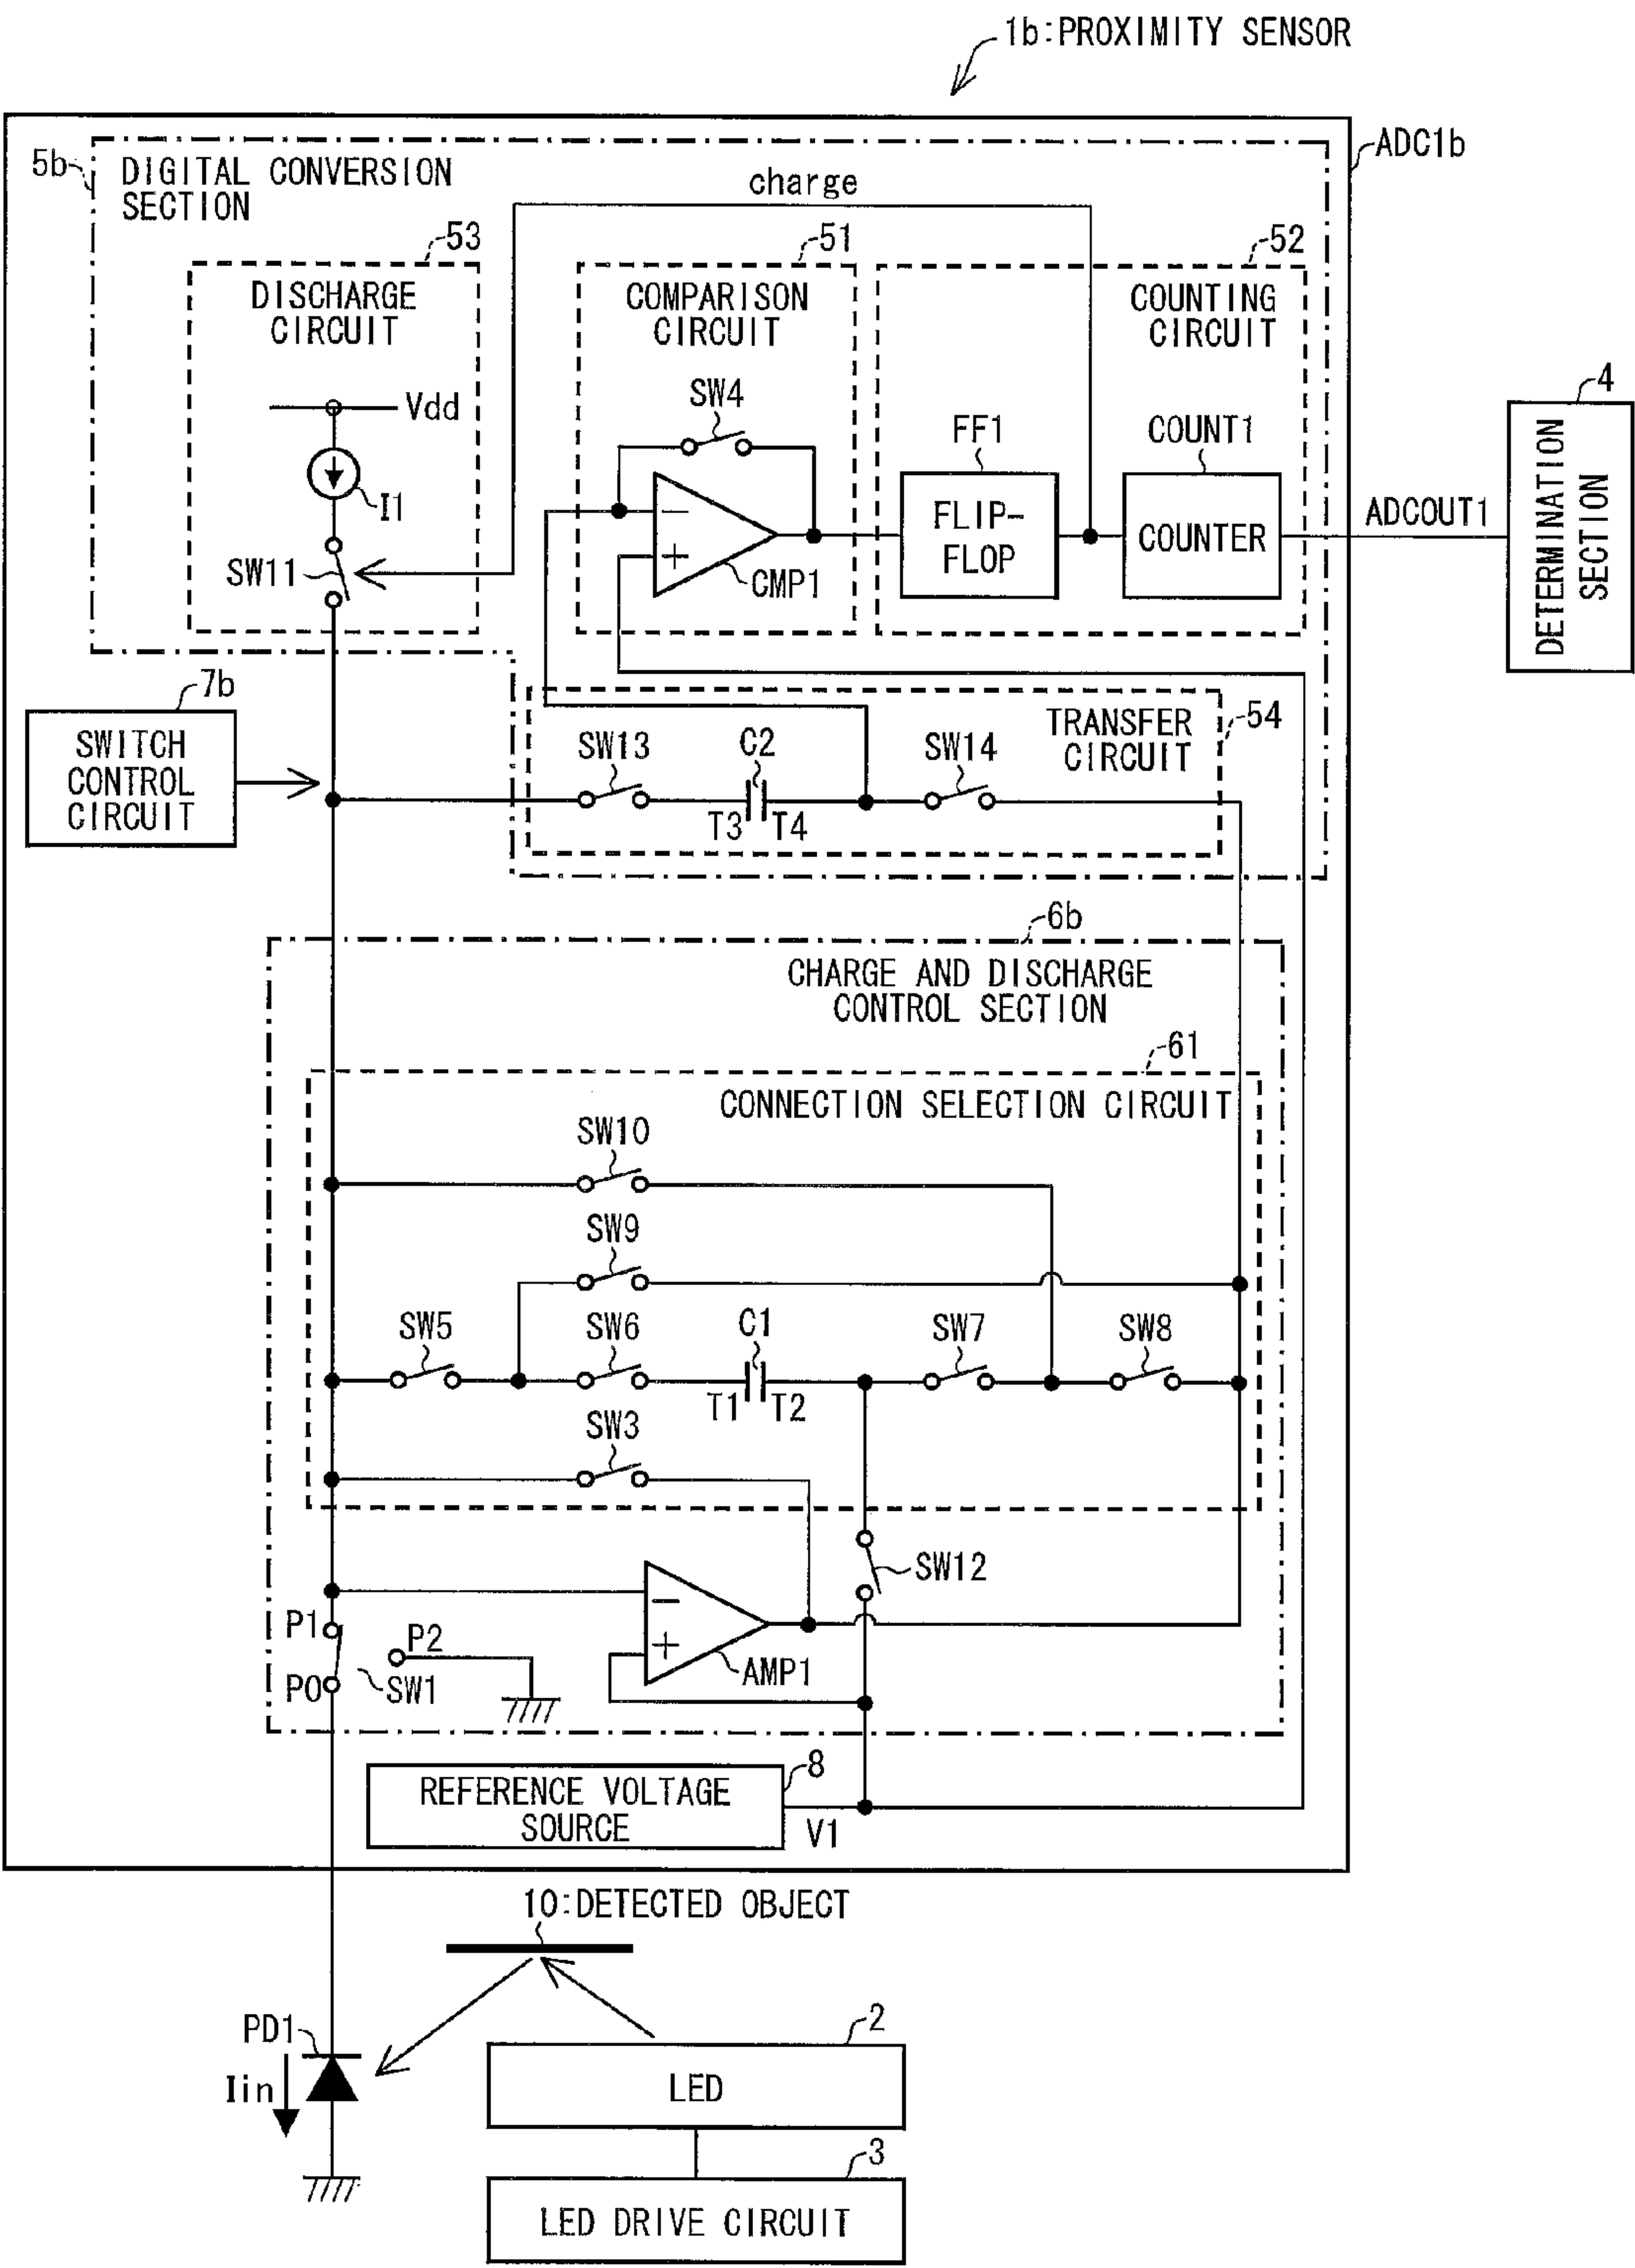 1b:PROXIMITY SENSOR
ADC1b
5b
DIGITAL CONVERSION
SECTION
charge
53
51
52
DISCHARGE
CIRCUIT
COMPARISON
CIRCUIT
COUNTING
CIRCUIT
4
Vdd
SW4
FF1
COUNT1
I1
−
+
CMP1
FLIP-
FLOP
COUNTER
ADCOUT1
DETERMINATION
SECTION
SW11
7b
SWITCH
CONTROL
CIRCUIT
TRANSFER
CIRCUIT
54
SW13
C2
SW14
T3
T4
6b
CHARGE AND DISCHARGE
CONTROL SECTION
61
CONNECTION SELECTION CIRCUIT
SW10
SW9
SW5
SW6
C1
SW7
SW8
T1
T2
SW3
SW12
−
+
AMP1
P1
P2
P0
SW1
REFERENCE VOLTAGE
SOURCE
8
V1
10:DETECTED OBJECT
PD1
Iin
2
LED
3
LED DRIVE CIRCUIT